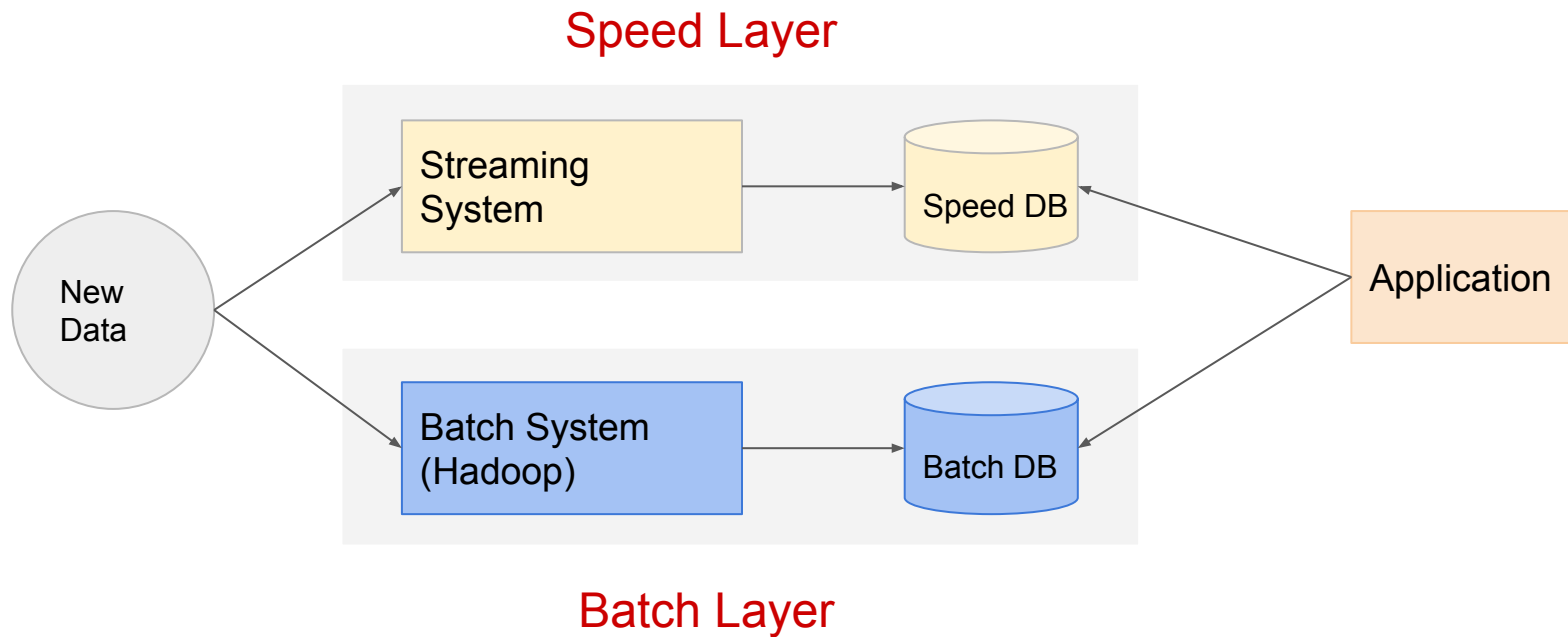 Speed Layer
Streaming
System
Speed DB
New
Data
Application
Batch System
(Hadoop)
Batch DB
Batch Layer